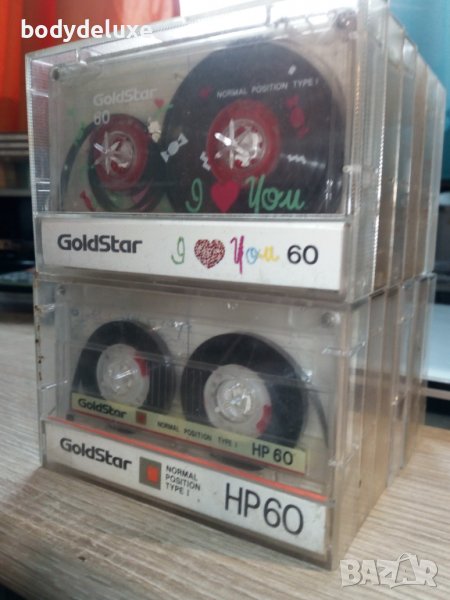 bodydeluxe
GoldStar
60
NORMAL POSITION TYPE I
I ❤ You
GoldStar I ❤ You 60
GoldStar NORMAL POSITION TYPE I HP 60
GoldStar
NORMAL
POSITION
TYPE I
HP60
BAZAR